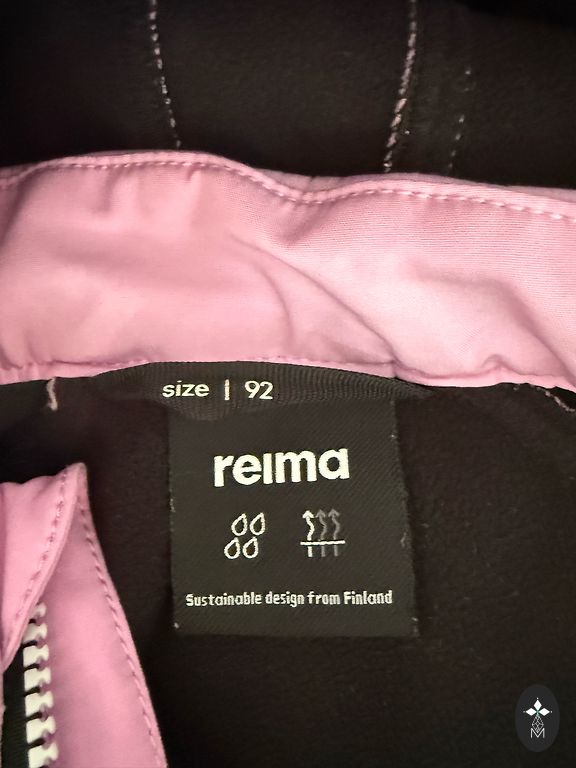 size | 92
reima
Sustainable design from Finland
M